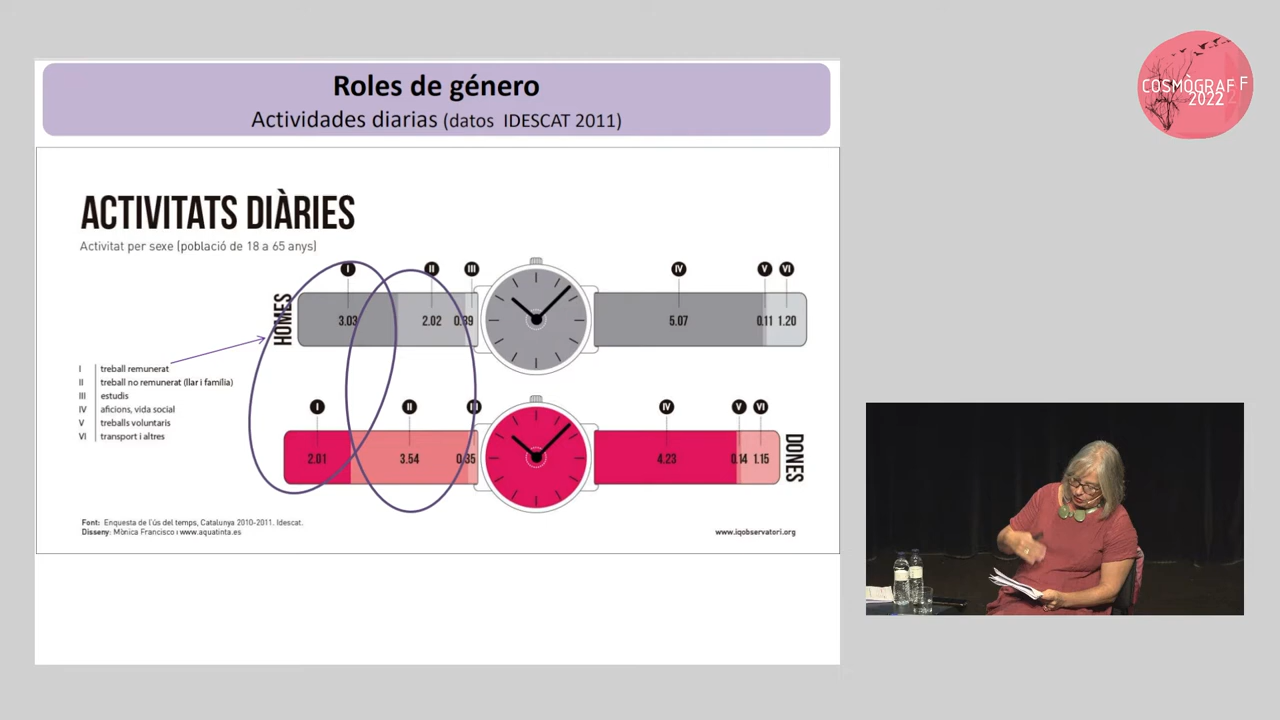 Roles de género
Actividades diarias (datos IDESCAT 2011)
COSMÒGRAF F
2022
ACTIVITATS DIÀRIES
Activitat per sexe (població de 18 a 65 anys)
I II III IV V VI
HOMES
3.03 2.02 0.39 5.07 0.11 1.20
I treball remunerat
II treball no remunerat (llar i família)
III estudis
IV aficions, vida social
V treballs voluntaris
VI transport i altres
I II III IV V VI
2.01 3.54 0.35 4.23 0.14 1.15
DONES
Font: Enquesta de l'ús del temps, Catalunya 2010-2011. Idescat.
Disseny: Mònica Francisco i www.aquatinta.es
www.iqobservatori.org